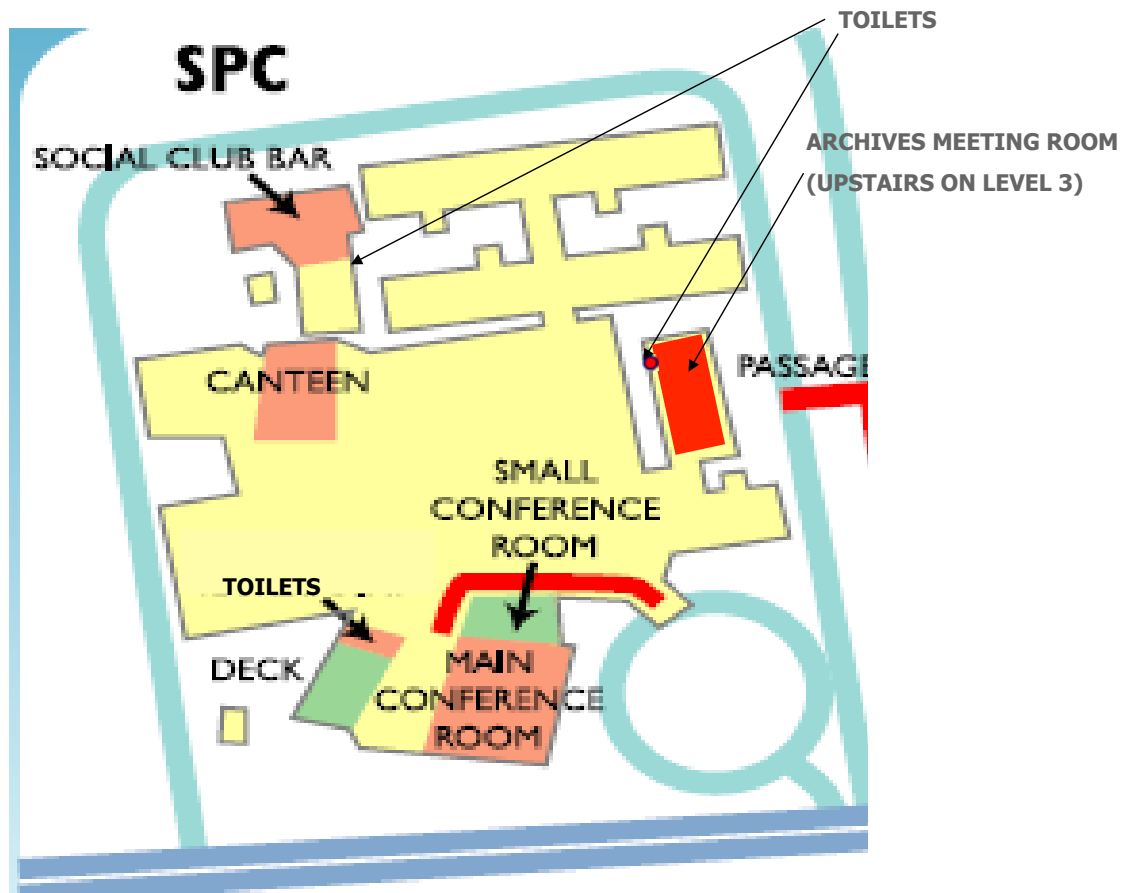 TOILETS
SPC
ARCHIVES MEETING ROOM
(UPSTAIRS ON LEVEL 3)
SOCIAL CLUB BAR
PASSAGE
CANTEEN
SMALL
CONFERENCE
ROOM
TOILETS
DECK
MAIN
CONFERENCE
ROOM